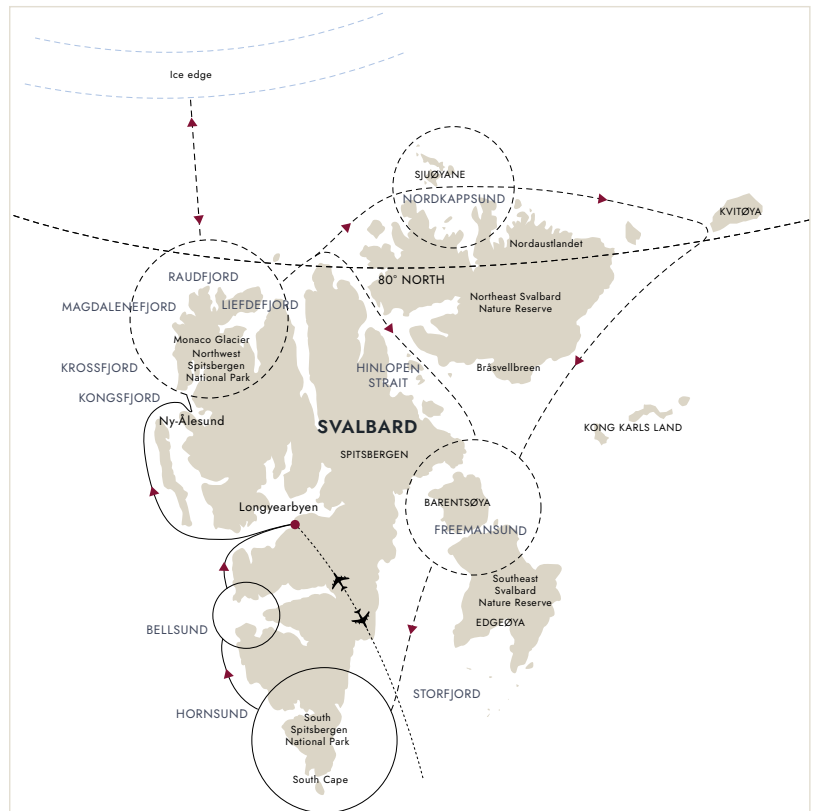 Ice edge
SJUØYANE
NORDKAPPSUND
KVITØYA
Nordaustlandet
RAUDFJORD
80° NORTH
MAGDALENEFJORD
LIEFDEFJORD
Northeast Svalbard
Nature Reserve
Monaco Glacier
Northwest
Spitsbergen
National Park
KROSSFJORD
HINLOPEN
STRAIT
Bråsvellbreen
KONGSFJORD
Ny-Ålesund
SVALBARD
KONG KARLS LAND
SPITSBERGEN
Longyearbyen
BARENTSØYA
FREEMANSUND
Southeast
Svalbard
Nature Reserve
EDGEØYA
BELLSUND
STORFJORD
HORNSUND
South
Spitsbergen
National Park
South Cape